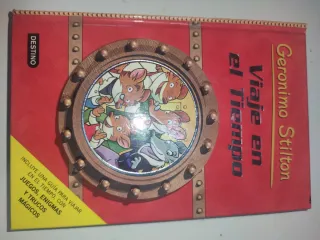 Geronimo Stilton
Viaje en
el Tiempo
DESTINO
INCLUYE UNA GUÍA PARA VIAJAR
EN EL TIEMPO CON
JUEGOS, ENIGMAS
Y TRUCOS
MÁGICOS